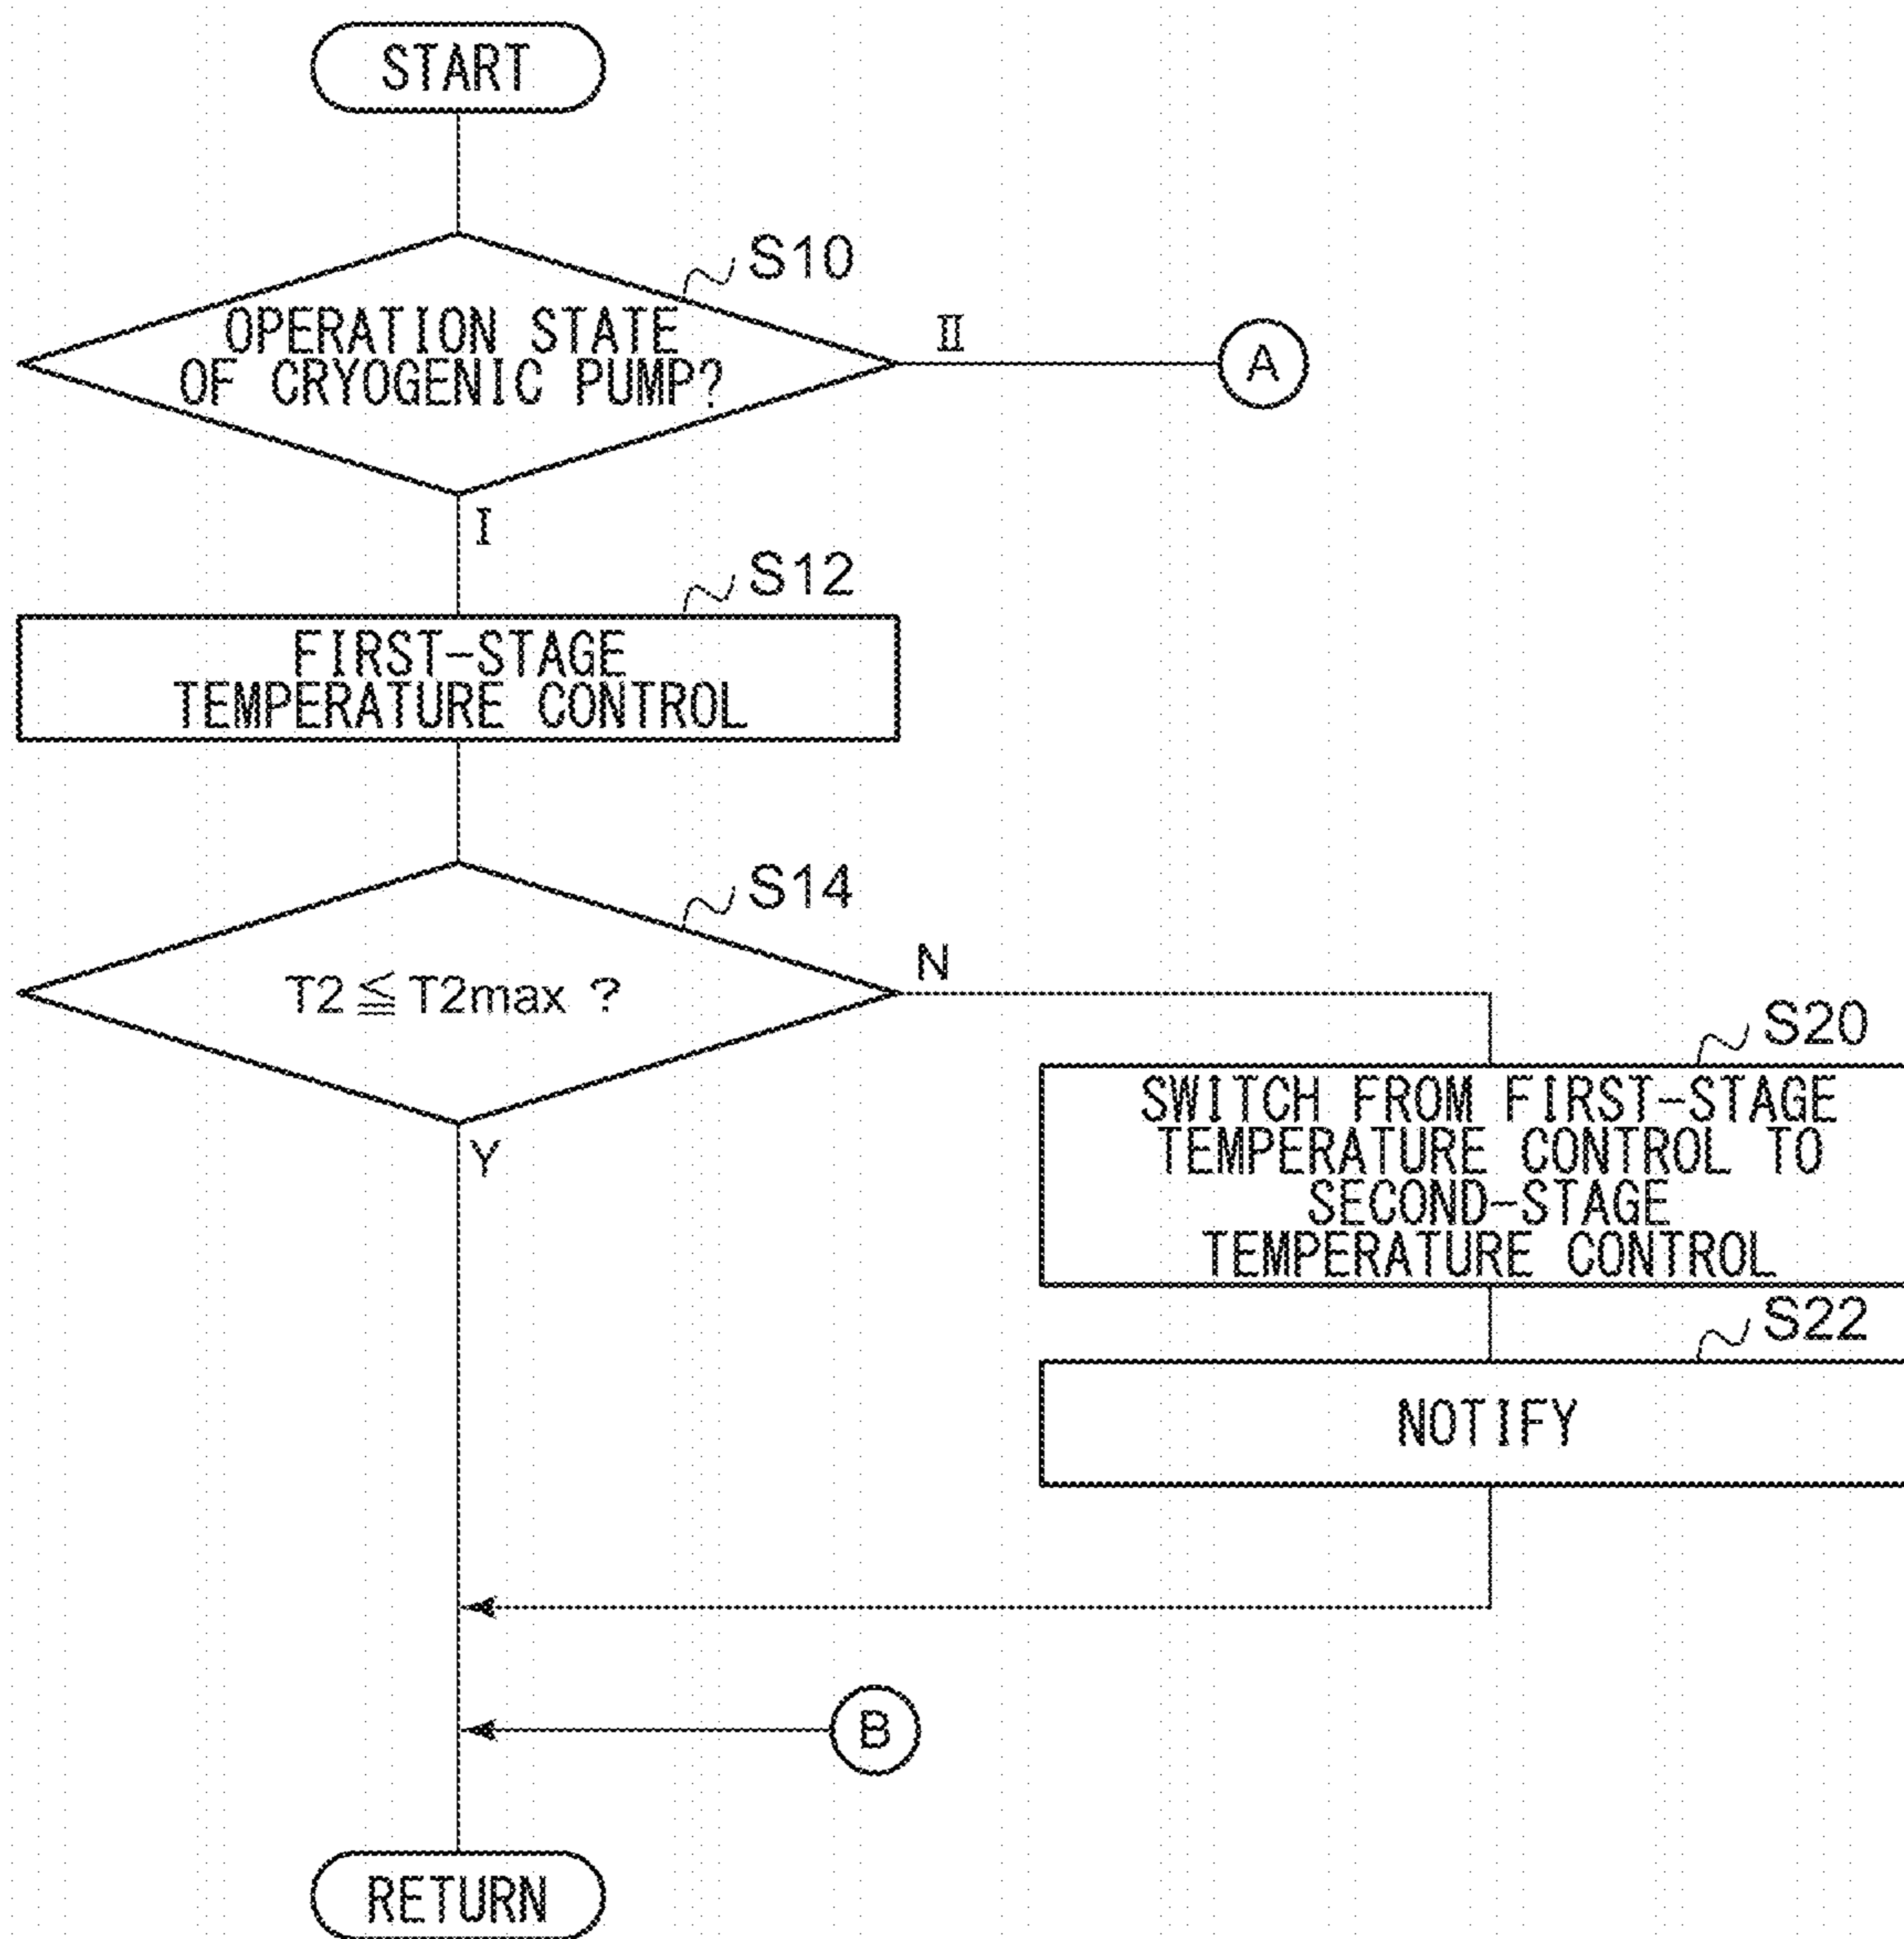 START
S10
OPERATION STATE
OF CRYOGENIC PUMP?
II
A
I
S12
FIRST-STAGE
TEMPERATURE CONTROL
S14
T2 ≦ T2max ?
N
Y
S20
SWITCH FROM FIRST-STAGE
TEMPERATURE CONTROL TO
SECOND-STAGE
TEMPERATURE CONTROL
S22
NOTIFY
B
RETURN